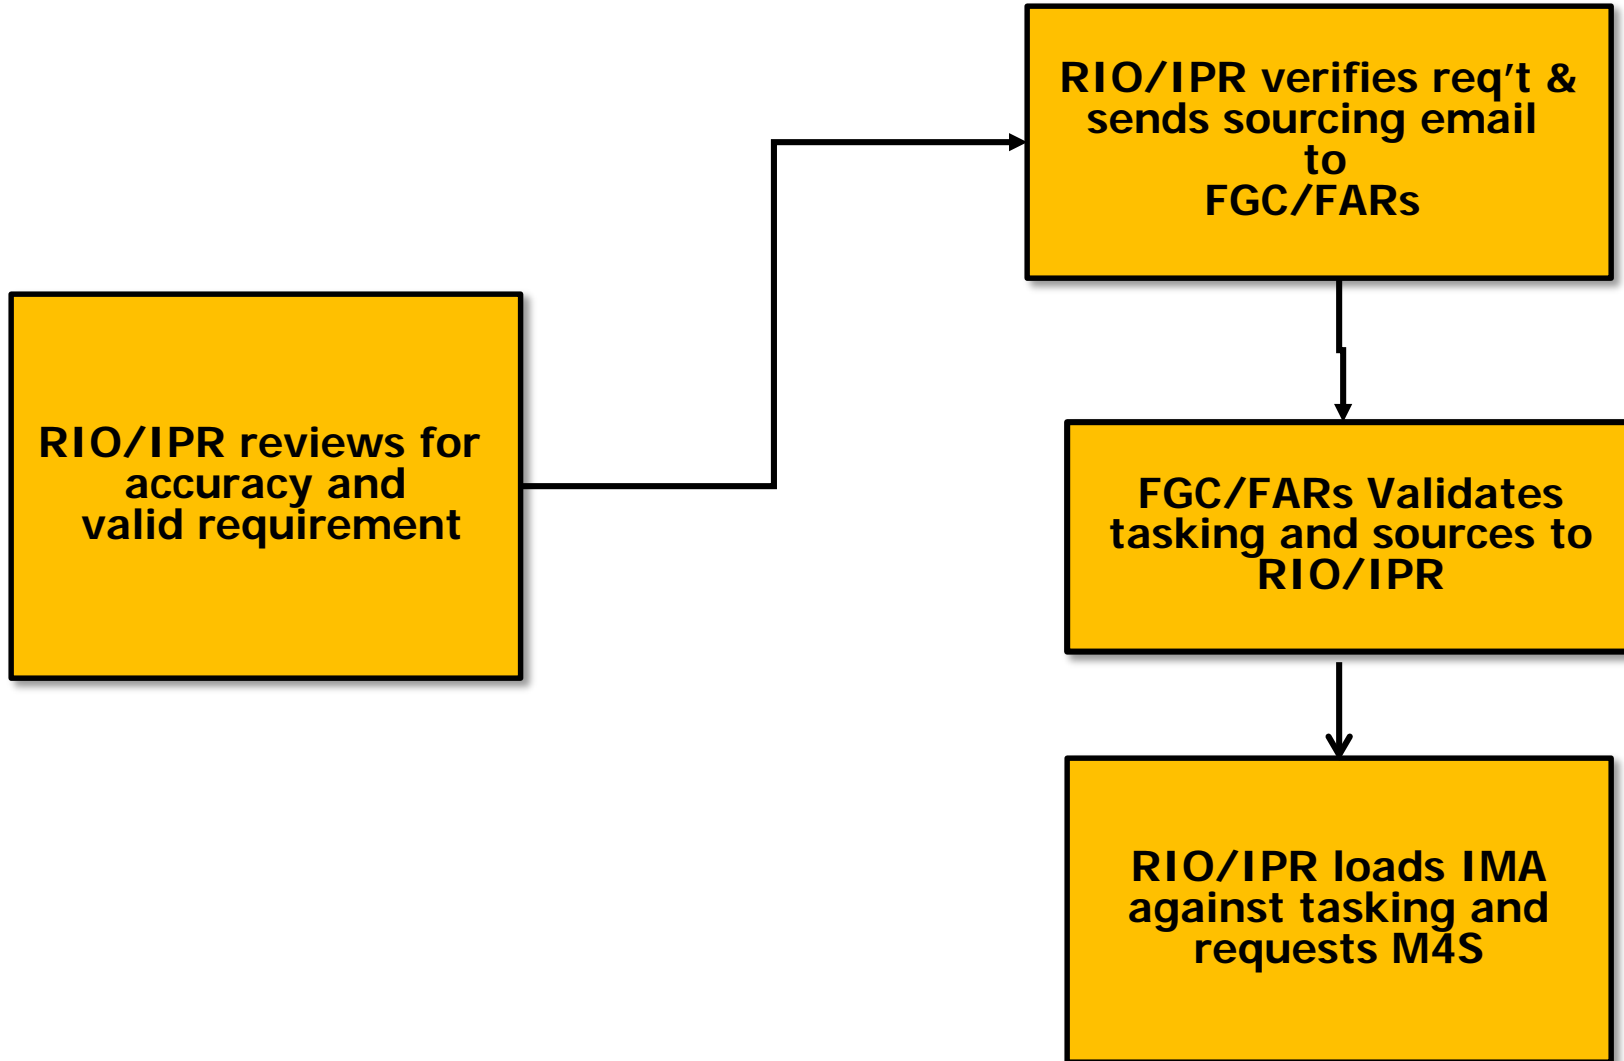 RIO/IPR reviews for
accuracy and
valid requirement
RIO/IPR verifies req’t &
sends sourcing email
to
FGC/FARs
FGC/FARs Validates
tasking and sources to
RIO/IPR
RIO/IPR loads IMA
against tasking and
requests M4S